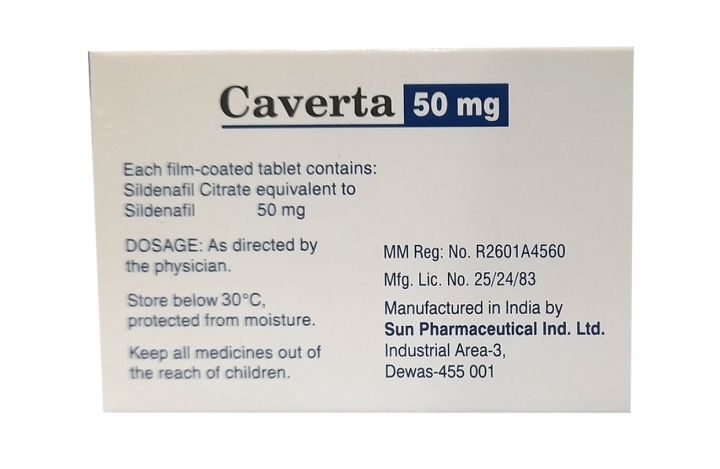 Caverta 50 mg
Each film-coated tablet contains:
Sildenafil Citrate equivalent to
Sildenafil 50 mg
DOSAGE: As directed by
the physician.
Store below 30°C,
protected from moisture.
Keep all medicines out of
the reach of children.
MM Reg: No. R2601A4560
Mfg. Lic. No. 25/24/83
Manufactured in India by
Sun Pharmaceutical Ind. Ltd.
Industrial Area-3,
Dewas-455 001